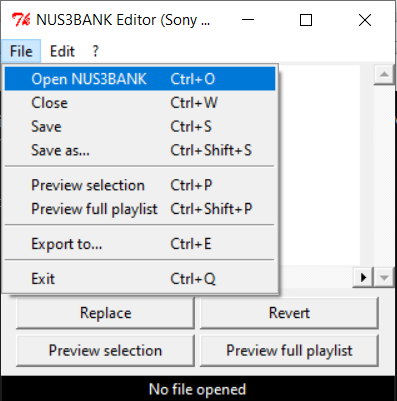 NUS3BANK Editor (Sony ...
File Edit ?
Open NUS3BANK Ctrl+O
Close Ctrl+W
Save Ctrl+S
Save as... Ctrl+Shift+S
Preview selection Ctrl+P
Preview full playlist Ctrl+Shift+P
Export to... Ctrl+E
Exit Ctrl+Q
Replace Revert
Preview selection Preview full playlist
No file opened